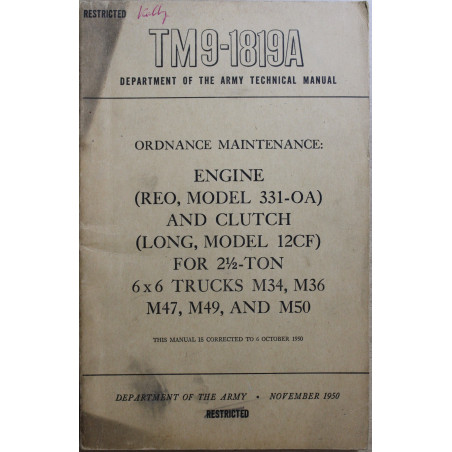 RESTRICTED Kelly
TM9-1819A
DEPARTMENT OF THE ARMY TECHNICAL MANUAL
ORDNANCE MAINTENANCE:
ENGINE
(REO, MODEL 331-OA)
AND CLUTCH
(LONG, MODEL 12CF)
FOR 2½-TON
6x6 TRUCKS M34, M36
M47, M49, AND M50
THIS MANUAL IS CORRECTED TO 6 OCTOBER 1950
DEPARTMENT OF THE ARMY • NOVEMBER 1950
RESTRICTED